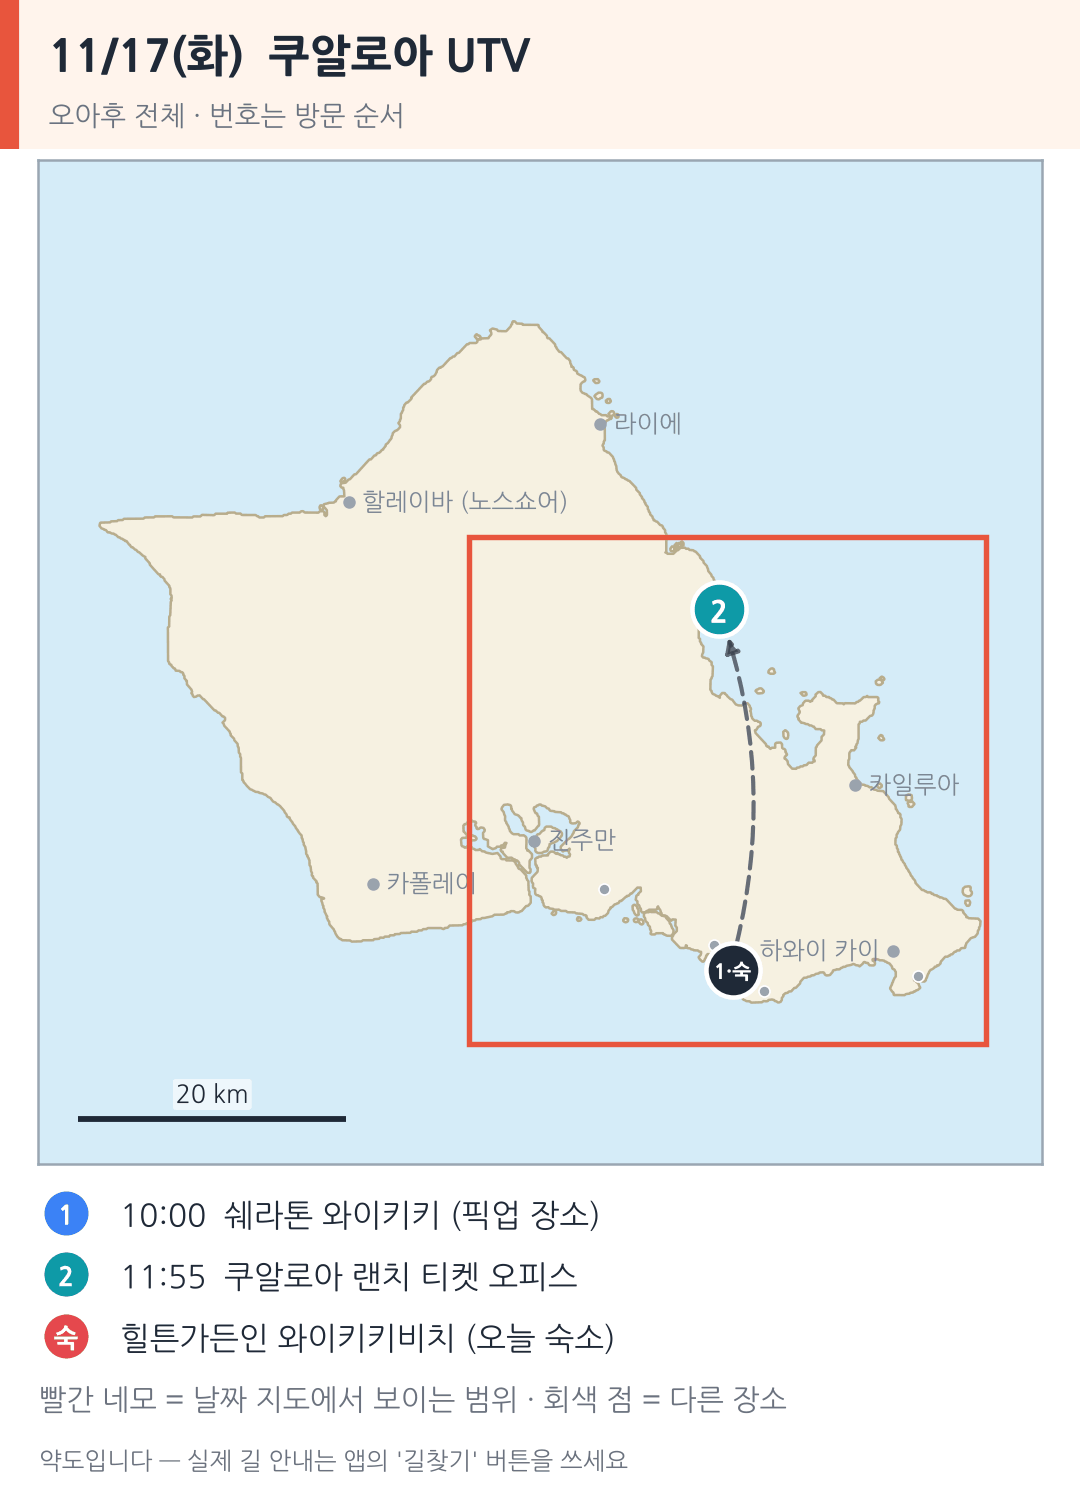 11/17(화) 쿠알로아 UTV
오아후 전체 · 번호는 방문 순서
라이에
할레이바 (노스쇼어)
2
카일루아
진주만
카폴레이
하와이 카이
1·숙
20 km
1 10:00 쉐라톤 와이키키 (픽업 장소)
2 11:55 쿠알로아 랜치 티켓 오피스
숙 힐튼가든인 와이키키비치 (오늘 숙소)
빨간 네모 = 날짜 지도에서 보이는 범위 · 회색 점 = 다른 장소
약도입니다 — 실제 길 안내는 앱의 '길찾기' 버튼을 쓰세요